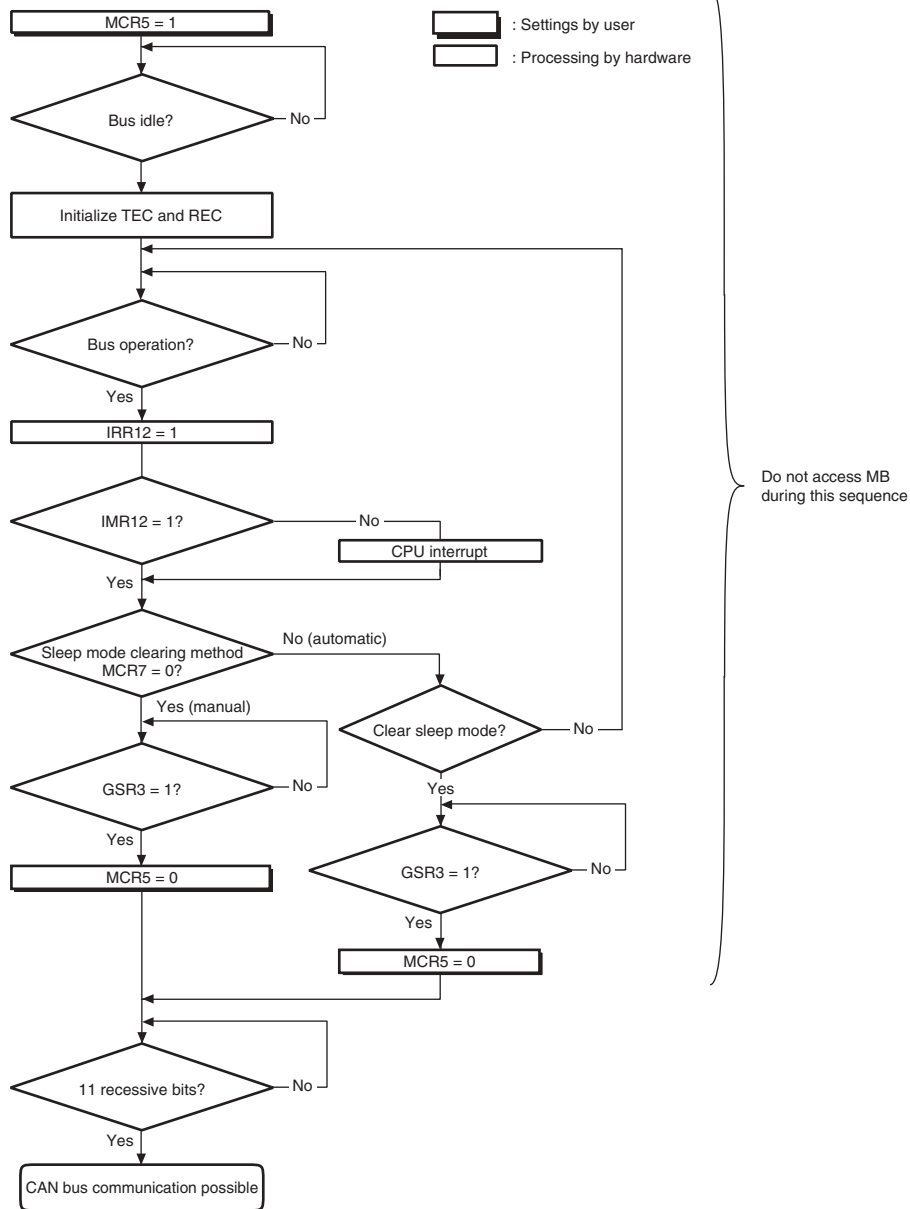 MCR5 = 1
: Settings by user
: Processing by hardware
Bus idle?
No
Initialize TEC and REC
Bus operation?
No
Yes
IRR12 = 1
IMR12 = 1?
No
CPU interrupt
Yes
Do not access MB
during this sequence
Sleep mode clearing method
MCR7 = 0?
No (automatic)
Yes (manual)
Clear sleep mode?
No
GSR3 = 1?
No
Yes
Yes
MCR5 = 0
GSR3 = 1?
No
Yes
MCR5 = 0
11 recessive bits?
No
Yes
CAN bus communication possible